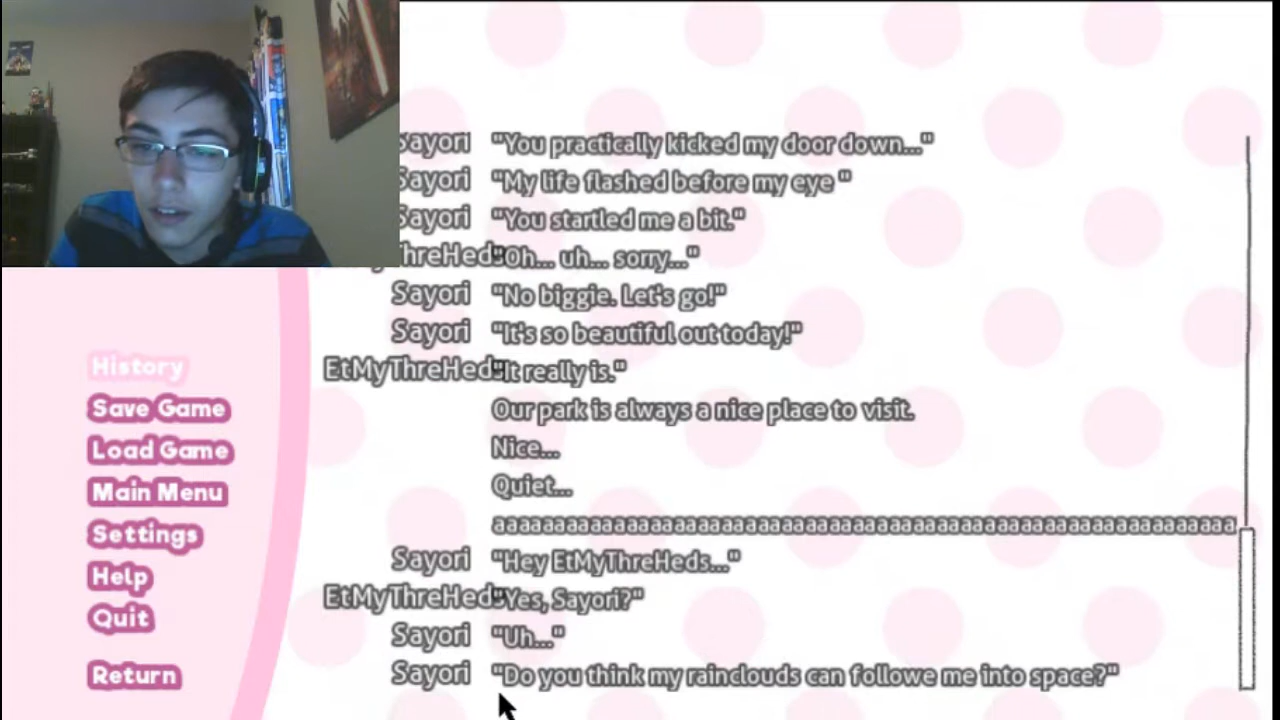 Sayori "You practically kicked my door down..."
Sayori "My life flashed before my eye "
Sayori "You startled me a bit."
"Oh... uh... sorry..."
Sayori "No biggie. Let's go!"
Sayori "It's so beautiful out today!"
EtMyThreHeds "It really is."
Our park is always a nice place to visit.
Nice...
Quiet...
aaaaaaaaaaaaaaaaaaaaaaaaaaaaaaaaaaaaaaaaaaaaaaaaaaaaaaaaaaaaaaaa
Sayori "Hey EtMyThreHeds..."
EtMyThreHeds "Yes, Sayori?"
Sayori "Uh..."
Sayori "Do you think my rainclouds can followe me into space?"
History
Save Game
Load Game
Main Menu
Settings
Help
Quit
Return